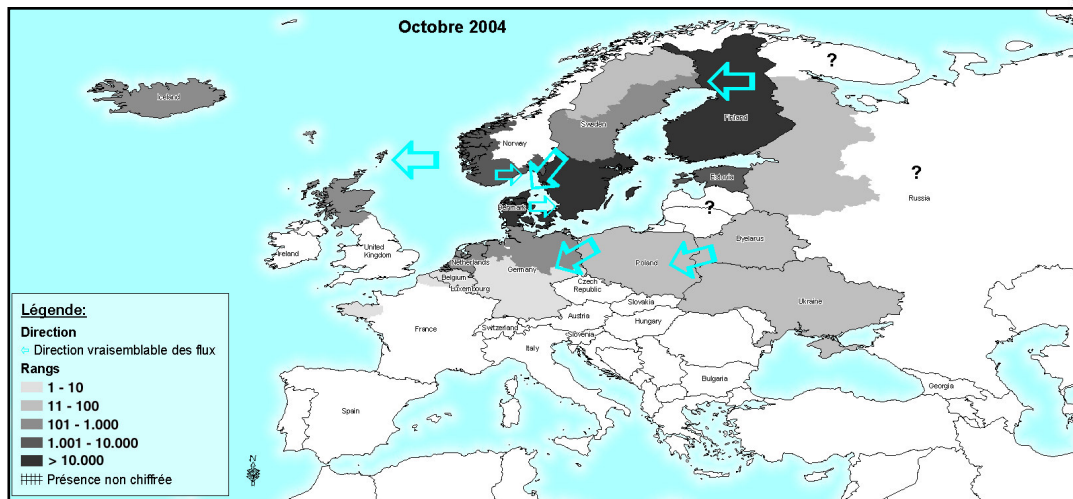 Octobre 2004
?
Iceland
Finland
Sweden
Norway
Estonia
?
Russia
Denmark
?
Byelarus
Ireland
United
Kingdom
Netherlands
Poland
Belgium
Germany
Luxembourg
Czech
Republic
Ukraine
Slovakia
Austria
Hungary
France
Switzerland
Slovenia
Italy
Bulgaria
Georgia
Spain
Légende:
Direction
Direction vraisemblable des flux
Rangs
1 - 10
11 - 100
101 - 1.000
1.001 - 10.000
> 10.000
Présence non chiffrée
N